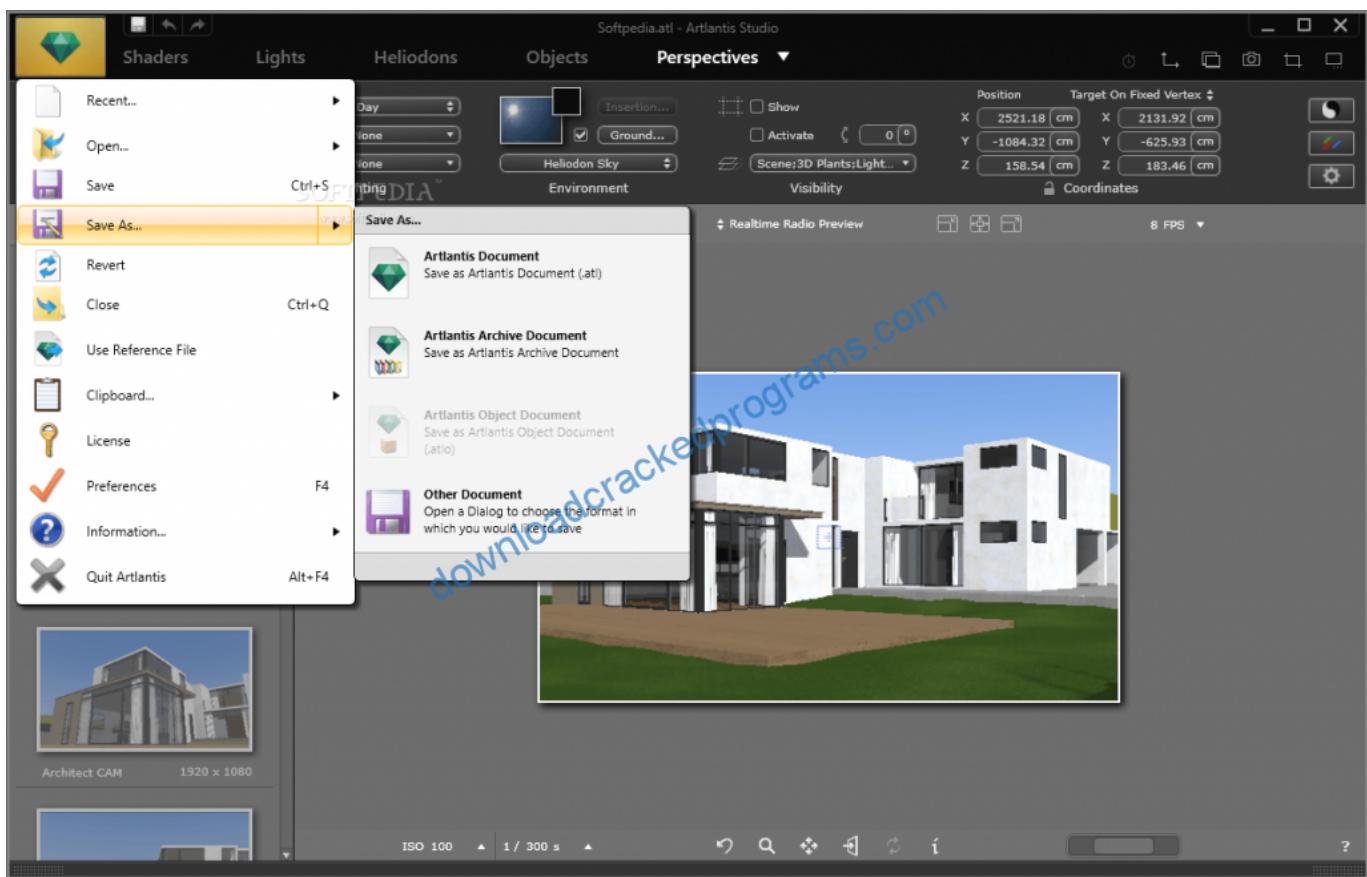 Softpedia.atl - Artlantis Studio
Shaders
Lights
Heliodons
Objects
Perspectives
Recent...
Open...
Save Ctrl+S
Save As...
Revert
Close Ctrl+Q
Use Reference File
Clipboard...
License
Preferences F4
Information...
Quit Artlantis Alt+F4
Save As...
Artlantis Document
Save as Artlantis Document (.atl)
Artlantis Archive Document
Save as Artlantis Archive Document
Artlantis Object Document
Save as Artlantis Object Document
(.atlo)
Other Document
Open a Dialog to choose the format in
which you would like to save
Day
None
None
ting
SOFTPEDIA
Insertion...
Ground...
Heliodon Sky
Environment
Show
Activate 0 °
Scene;3D Plants;Light...
Visibility
Position Target On Fixed Vertex
X 2521.18 cm X 2131.92 cm
Y -1084.32 cm Y -625.93 cm
Z 158.54 cm Z 183.46 cm
Coordinates
Realtime Radio Preview
8 FPS
downloadcrackedprograms.com
Architect CAM 1920 x 1080
ISO 100
1 / 300 s
i
?